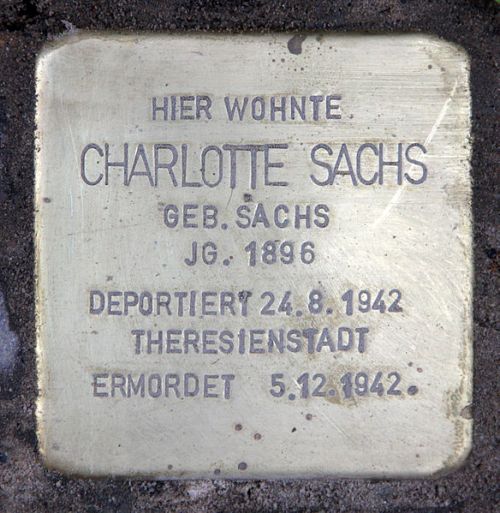 HIER WOHNTE
CHARLOTTE SACHS
GEB. SACHS
JG. 1896
DEPORTIERT 24.8.1942
THERESIENSTADT
ERMORDET 5.12.1942.